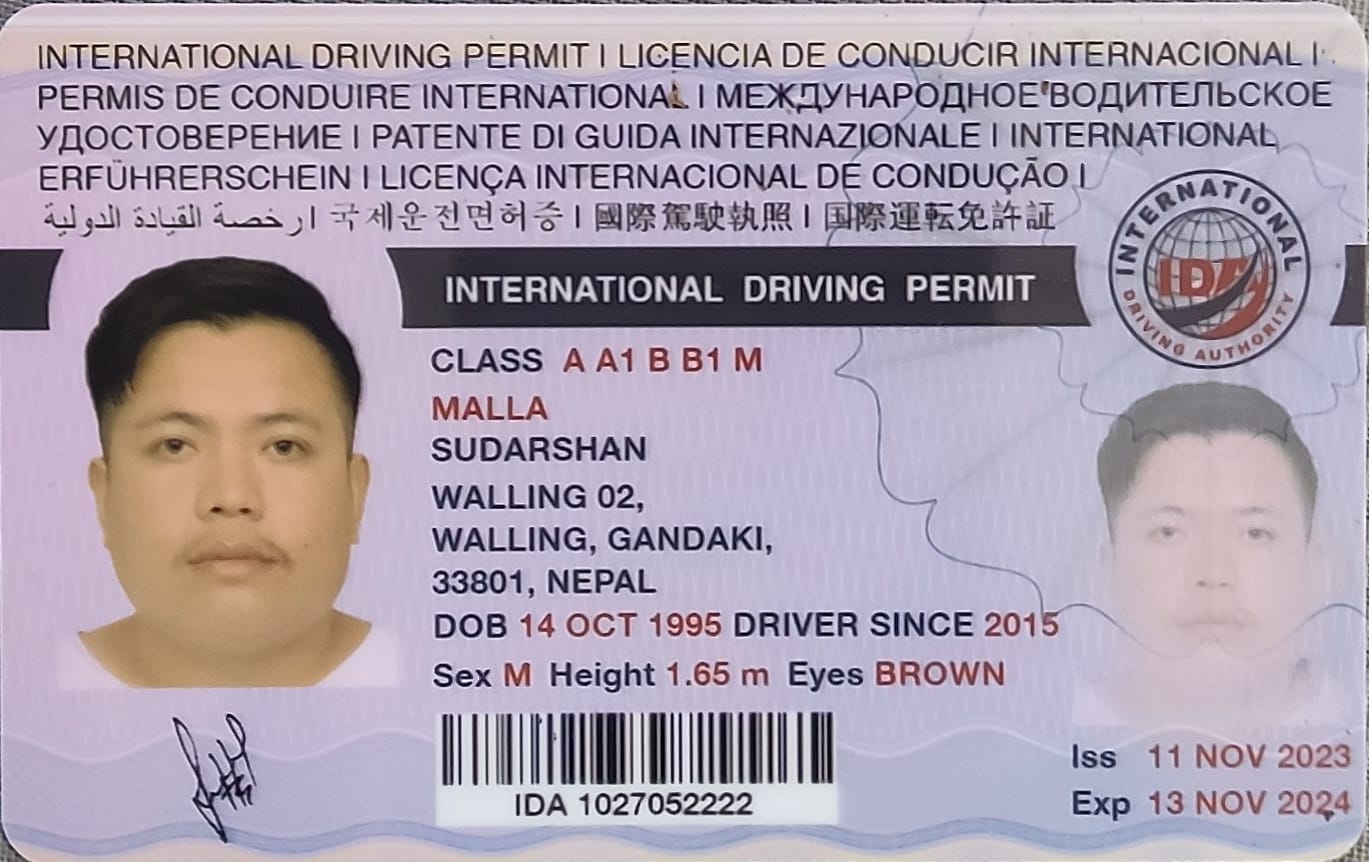 INTERNATIONAL DRIVING PERMIT I LICENCIA DE CONDUCIR INTERNACIONAL I
PERMIS DE CONDUIRE INTERNATIONAL I МЕЖДУНАРОДНОЕ ВОДИТЕЛЬСКОЕ
УДОСТОВЕРЕНИЕ I PATENTE DI GUIDA INTERNAZIONALE I INTERNATIONAL
ERFÜHRERSCHEIN I LICENÇA INTERNACIONAL DE CONDUÇÃO I
رخصة القيادة الدولية I 국제운전면허증 I 國際駕駛執照 I 国際運転免許証
INTERNATIONAL DRIVING PERMIT
INTERNATIONAL
IDA
DRIVING AUTHORITY
CLASS A A1 B B1 M
MALLA
SUDARSHAN
WALLING 02,
WALLING, GANDAKI,
33801, NEPAL
DOB 14 OCT 1995 DRIVER SINCE 2015
Sex M Height 1.65 m Eyes BROWN
IDA 1027052222
Iss 11 NOV 2023
Exp 13 NOV 2024